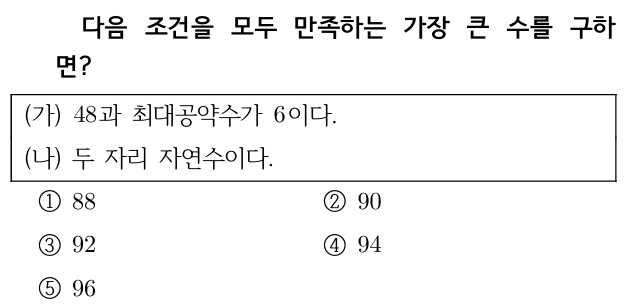 다음 조건을 모두 만족하는 가장 큰 수를 구하
면?
(가) 48과 최대공약수가 6이다.
(나) 두 자리 자연수이다.
① 88 ② 90
③ 92 ④ 94
⑤ 96